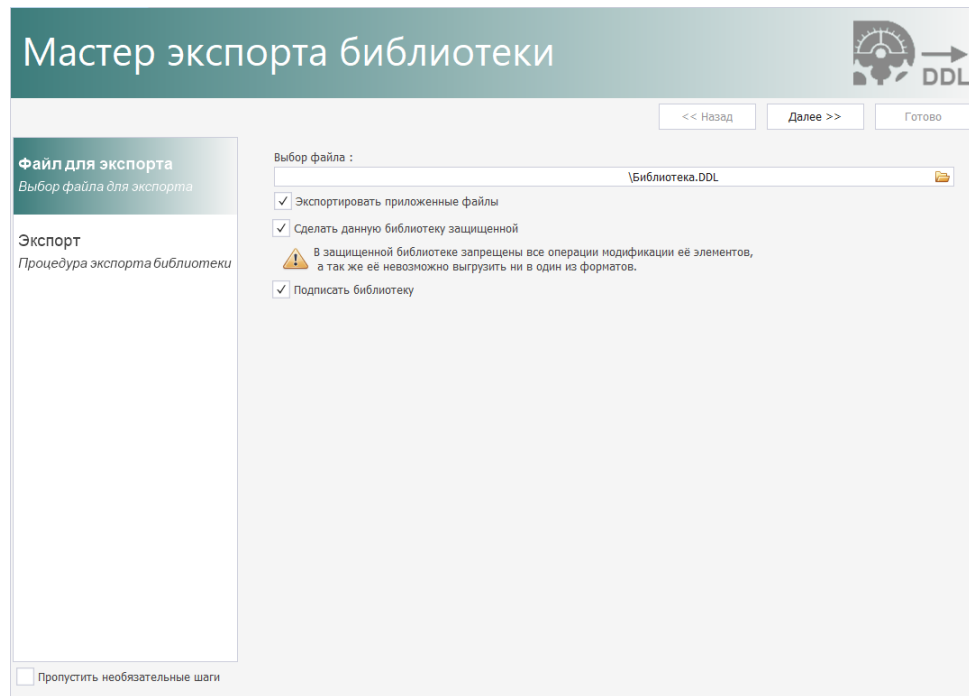 Мастер экспорта библиотеки
DDL
<< Назад
Далее >>
Готово
Файл для экспорта
Выбор файла для экспорта
Экспорт
Процедура экспорта библиотеки
Выбор файла :
\Библиотека.DDL
Экспортировать приложенные файлы
Сделать данную библиотеку защищенной
В защищенной библиотеке запрещены все операции модификации её элементов,
а так же её невозможно выгрузить ни в один из форматов.
Подписать библиотеку
Пропустить необязательные шаги